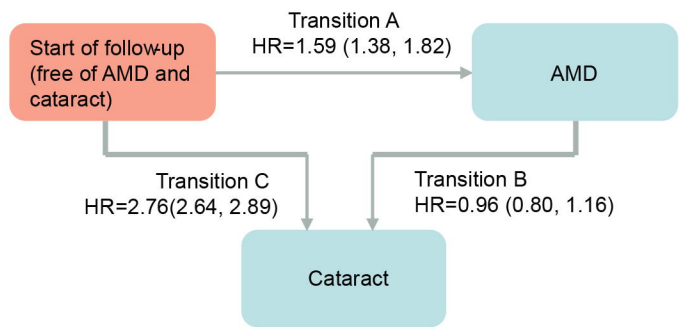 Transition A
HR=1.59 (1.38, 1.82)
Start of follow-up
(free of AMD and
cataract)
AMD
Transition C
HR=2.76(2.64, 2.89)
Transition B
HR=0.96 (0.80, 1.16)
Cataract